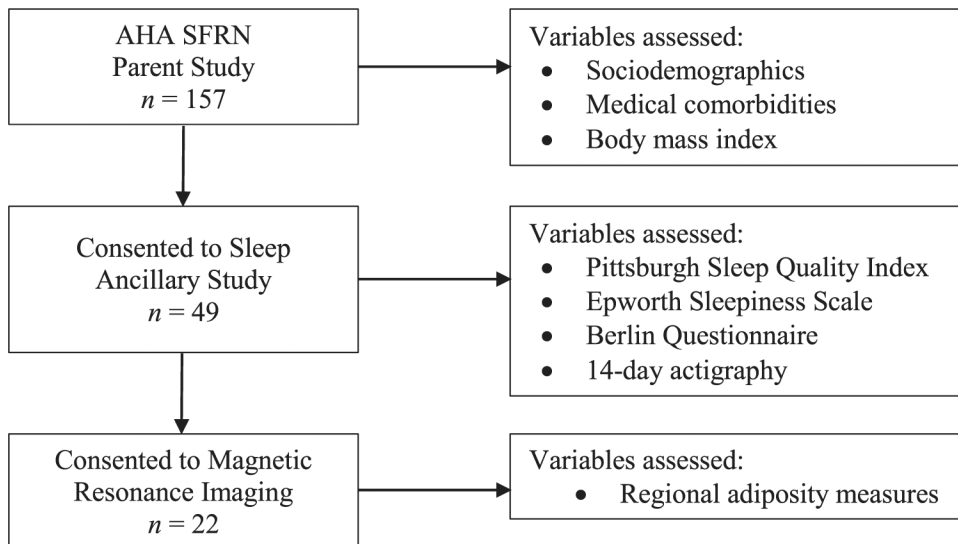 AHA SFRN
Parent Study
n = 157
Variables assessed:
• Sociodemographics
• Medical comorbidities
• Body mass index
Consented to Sleep
Ancillary Study
n = 49
Variables assessed:
• Pittsburgh Sleep Quality Index
• Epworth Sleepiness Scale
• Berlin Questionnaire
• 14-day actigraphy
Consented to Magnetic
Resonance Imaging
n = 22
Variables assessed:
• Regional adiposity measures